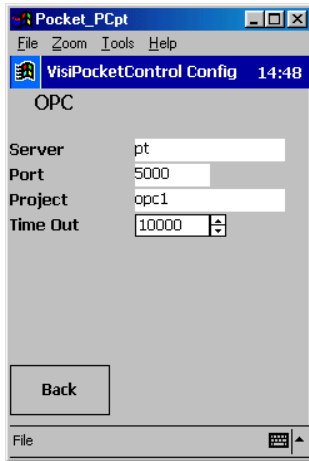 Pocket_PCpt
File Zoom Tools Help
VisiPocketControl Config 14:48
OPC
Server pt
Port 5000
Project opc1
Time Out 10000
Back
File